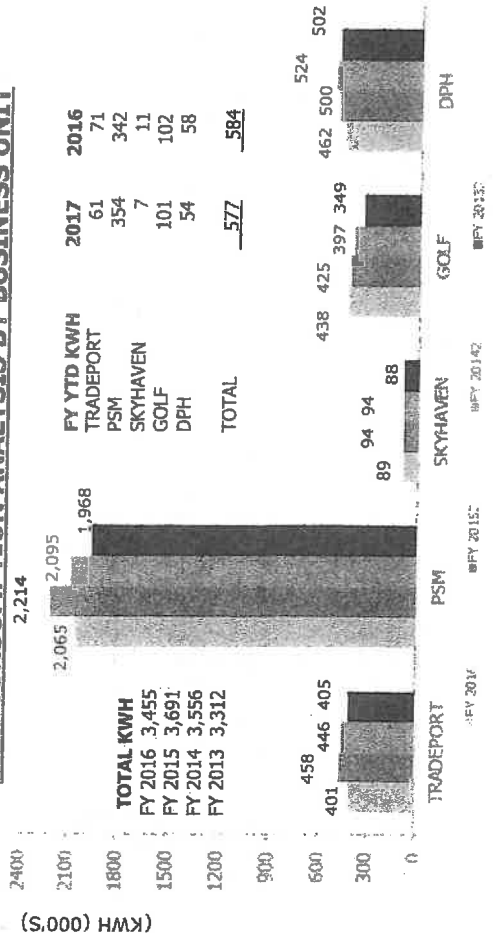 ANALYSIS BY BUSINESS UNIT
(KWH (000'S)
2400
2100
1800
1500
1200
900
600
300
0
TOTAL KWH
FY 2016 3,455
FY 2015 3,691
FY 2014 3,556
FY 2013 3,312
FY YTD KWH 2017 2016
TRADEPORT 61 71
PSM 354 342
SKYHAVEN 7 11
GOLF 101 102
DPH 54 58
TOTAL 577 584
401 458 446 405
2,065 2,214 2,095 1,968
89 94 94 88
438 425 397 349
462 500 524 502
TRADEPORT PSM SKYHAVEN GOLF DPH